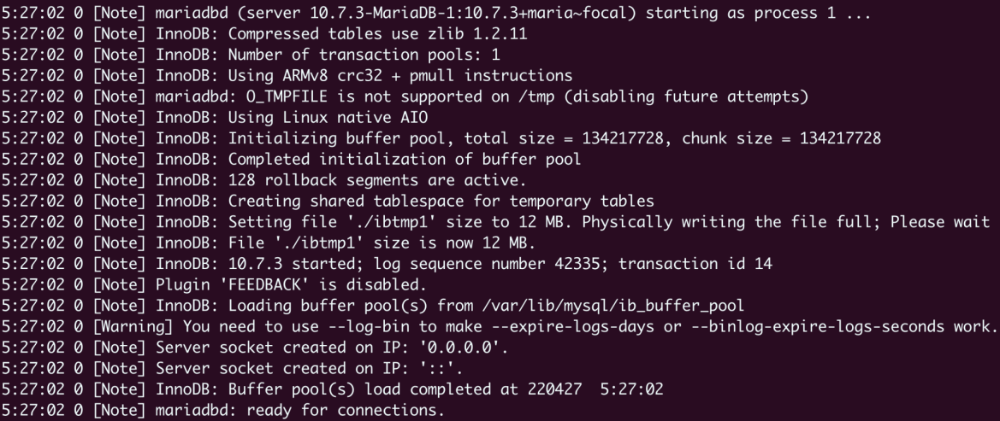 5:27:02 0 [Note] mariadbd (server 10.7.3-MariaDB-1:10.7.3+maria~focal) starting as process 1 ...
5:27:02 0 [Note] InnoDB: Compressed tables use zlib 1.2.11
5:27:02 0 [Note] InnoDB: Number of transaction pools: 1
5:27:02 0 [Note] InnoDB: Using ARMv8 crc32 + pmull instructions
5:27:02 0 [Note] mariadbd: O_TMPFILE is not supported on /tmp (disabling future attempts)
5:27:02 0 [Note] InnoDB: Using Linux native AIO
5:27:02 0 [Note] InnoDB: Initializing buffer pool, total size = 134217728, chunk size = 134217728
5:27:02 0 [Note] InnoDB: Completed initialization of buffer pool
5:27:02 0 [Note] InnoDB: 128 rollback segments are active.
5:27:02 0 [Note] InnoDB: Creating shared tablespace for temporary tables
5:27:02 0 [Note] InnoDB: Setting file './ibtmp1' size to 12 MB. Physically writing the file full; Please wait
5:27:02 0 [Note] InnoDB: File './ibtmp1' size is now 12 MB.
5:27:02 0 [Note] InnoDB: 10.7.3 started; log sequence number 42335; transaction id 14
5:27:02 0 [Note] Plugin 'FEEDBACK' is disabled.
5:27:02 0 [Note] InnoDB: Loading buffer pool(s) from /var/lib/mysql/ib_buffer_pool
5:27:02 0 [Warning] You need to use --log-bin to make --expire-logs-days or --binlog-expire-logs-seconds work.
5:27:02 0 [Note] Server socket created on IP: '0.0.0.0'.
5:27:02 0 [Note] Server socket created on IP: '::'.
5:27:02 0 [Note] InnoDB: Buffer pool(s) load completed at 220427  5:27:02
5:27:02 0 [Note] mariadbd: ready for connections.